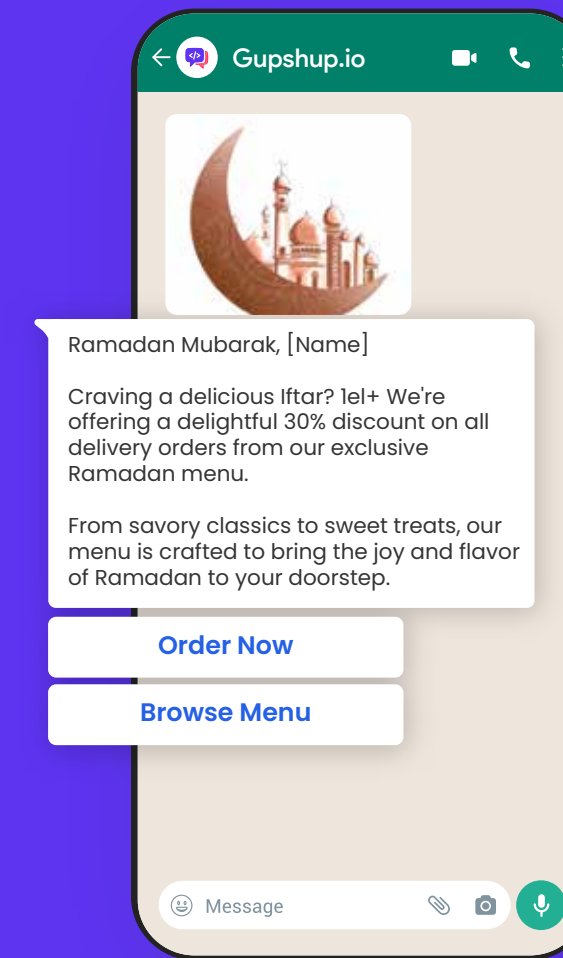 Gupshup.io
Ramadan Mubarak, [Name]
Craving a delicious Iftar? 1el+ We're
offering a delightful 30% discount on all
delivery orders from our exclusive
Ramadan menu.
From savory classics to sweet treats, our
menu is crafted to bring the joy and flavor
of Ramadan to your doorstep.
Order Now
Browse Menu
Message